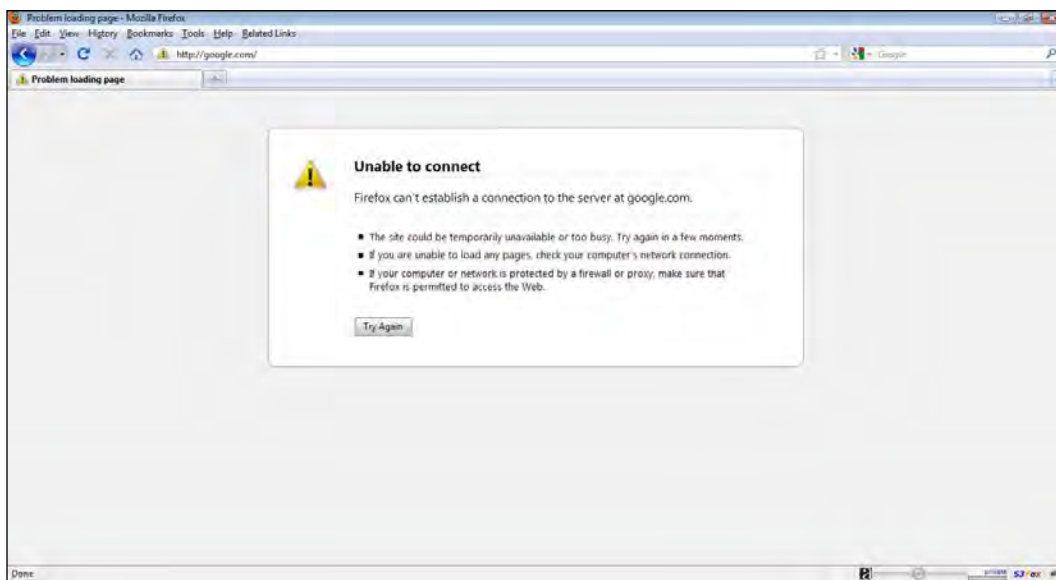 Problem loading page - Mozilla Firefox
File Edit View History Bookmarks Tools Help Related Links
http://google.com/
Google
Problem loading page
Unable to connect
Firefox can't establish a connection to the server at google.com.
The site could be temporarily unavailable or too busy. Try again in a few moments.
If you are unable to load any pages, check your computer's network connection.
If your computer or network is protected by a firewall or proxy, make sure that
Firefox is permitted to access the Web.
Try Again
Done